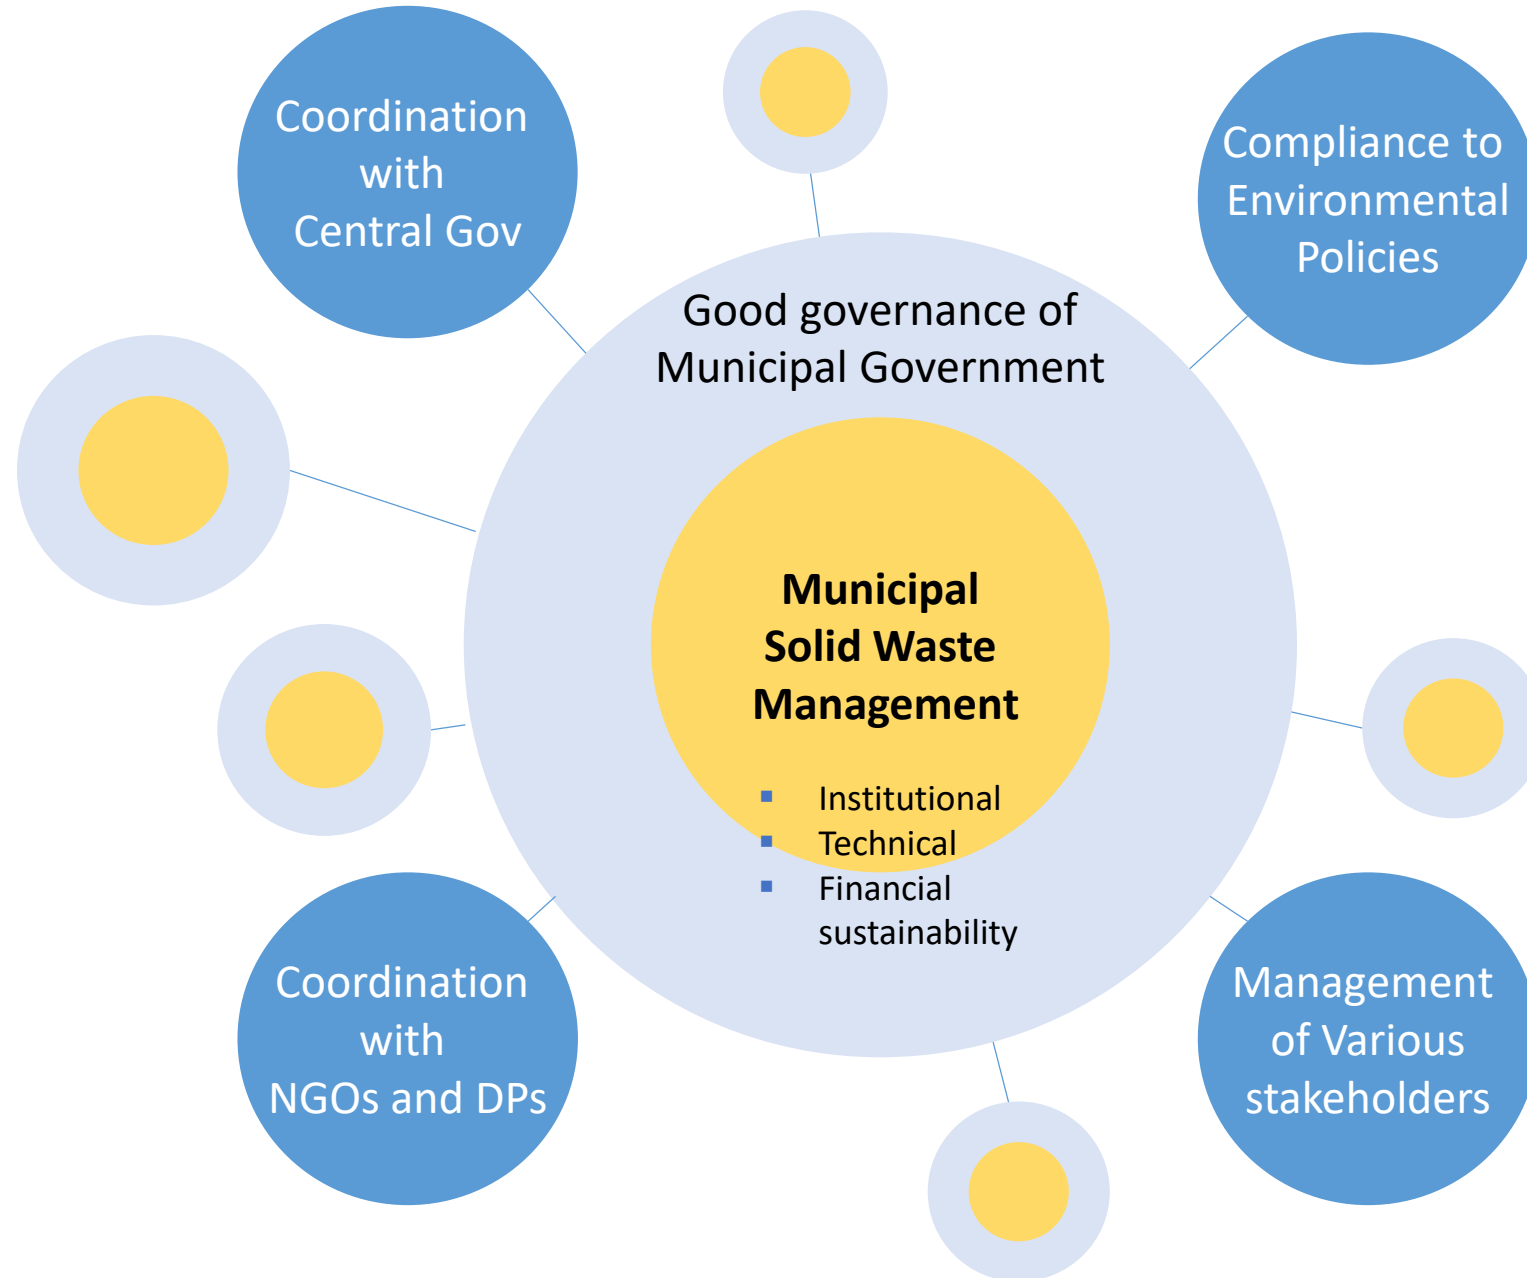 Coordination
with
Central Gov
Compliance to
Environmental
Policies
Good governance of
Municipal Government
Municipal
Solid Waste
Management
▪ Institutional
▪ Technical
▪ Financial
sustainability
Coordination
with
NGOs and DPs
Management
of Various
stakeholders